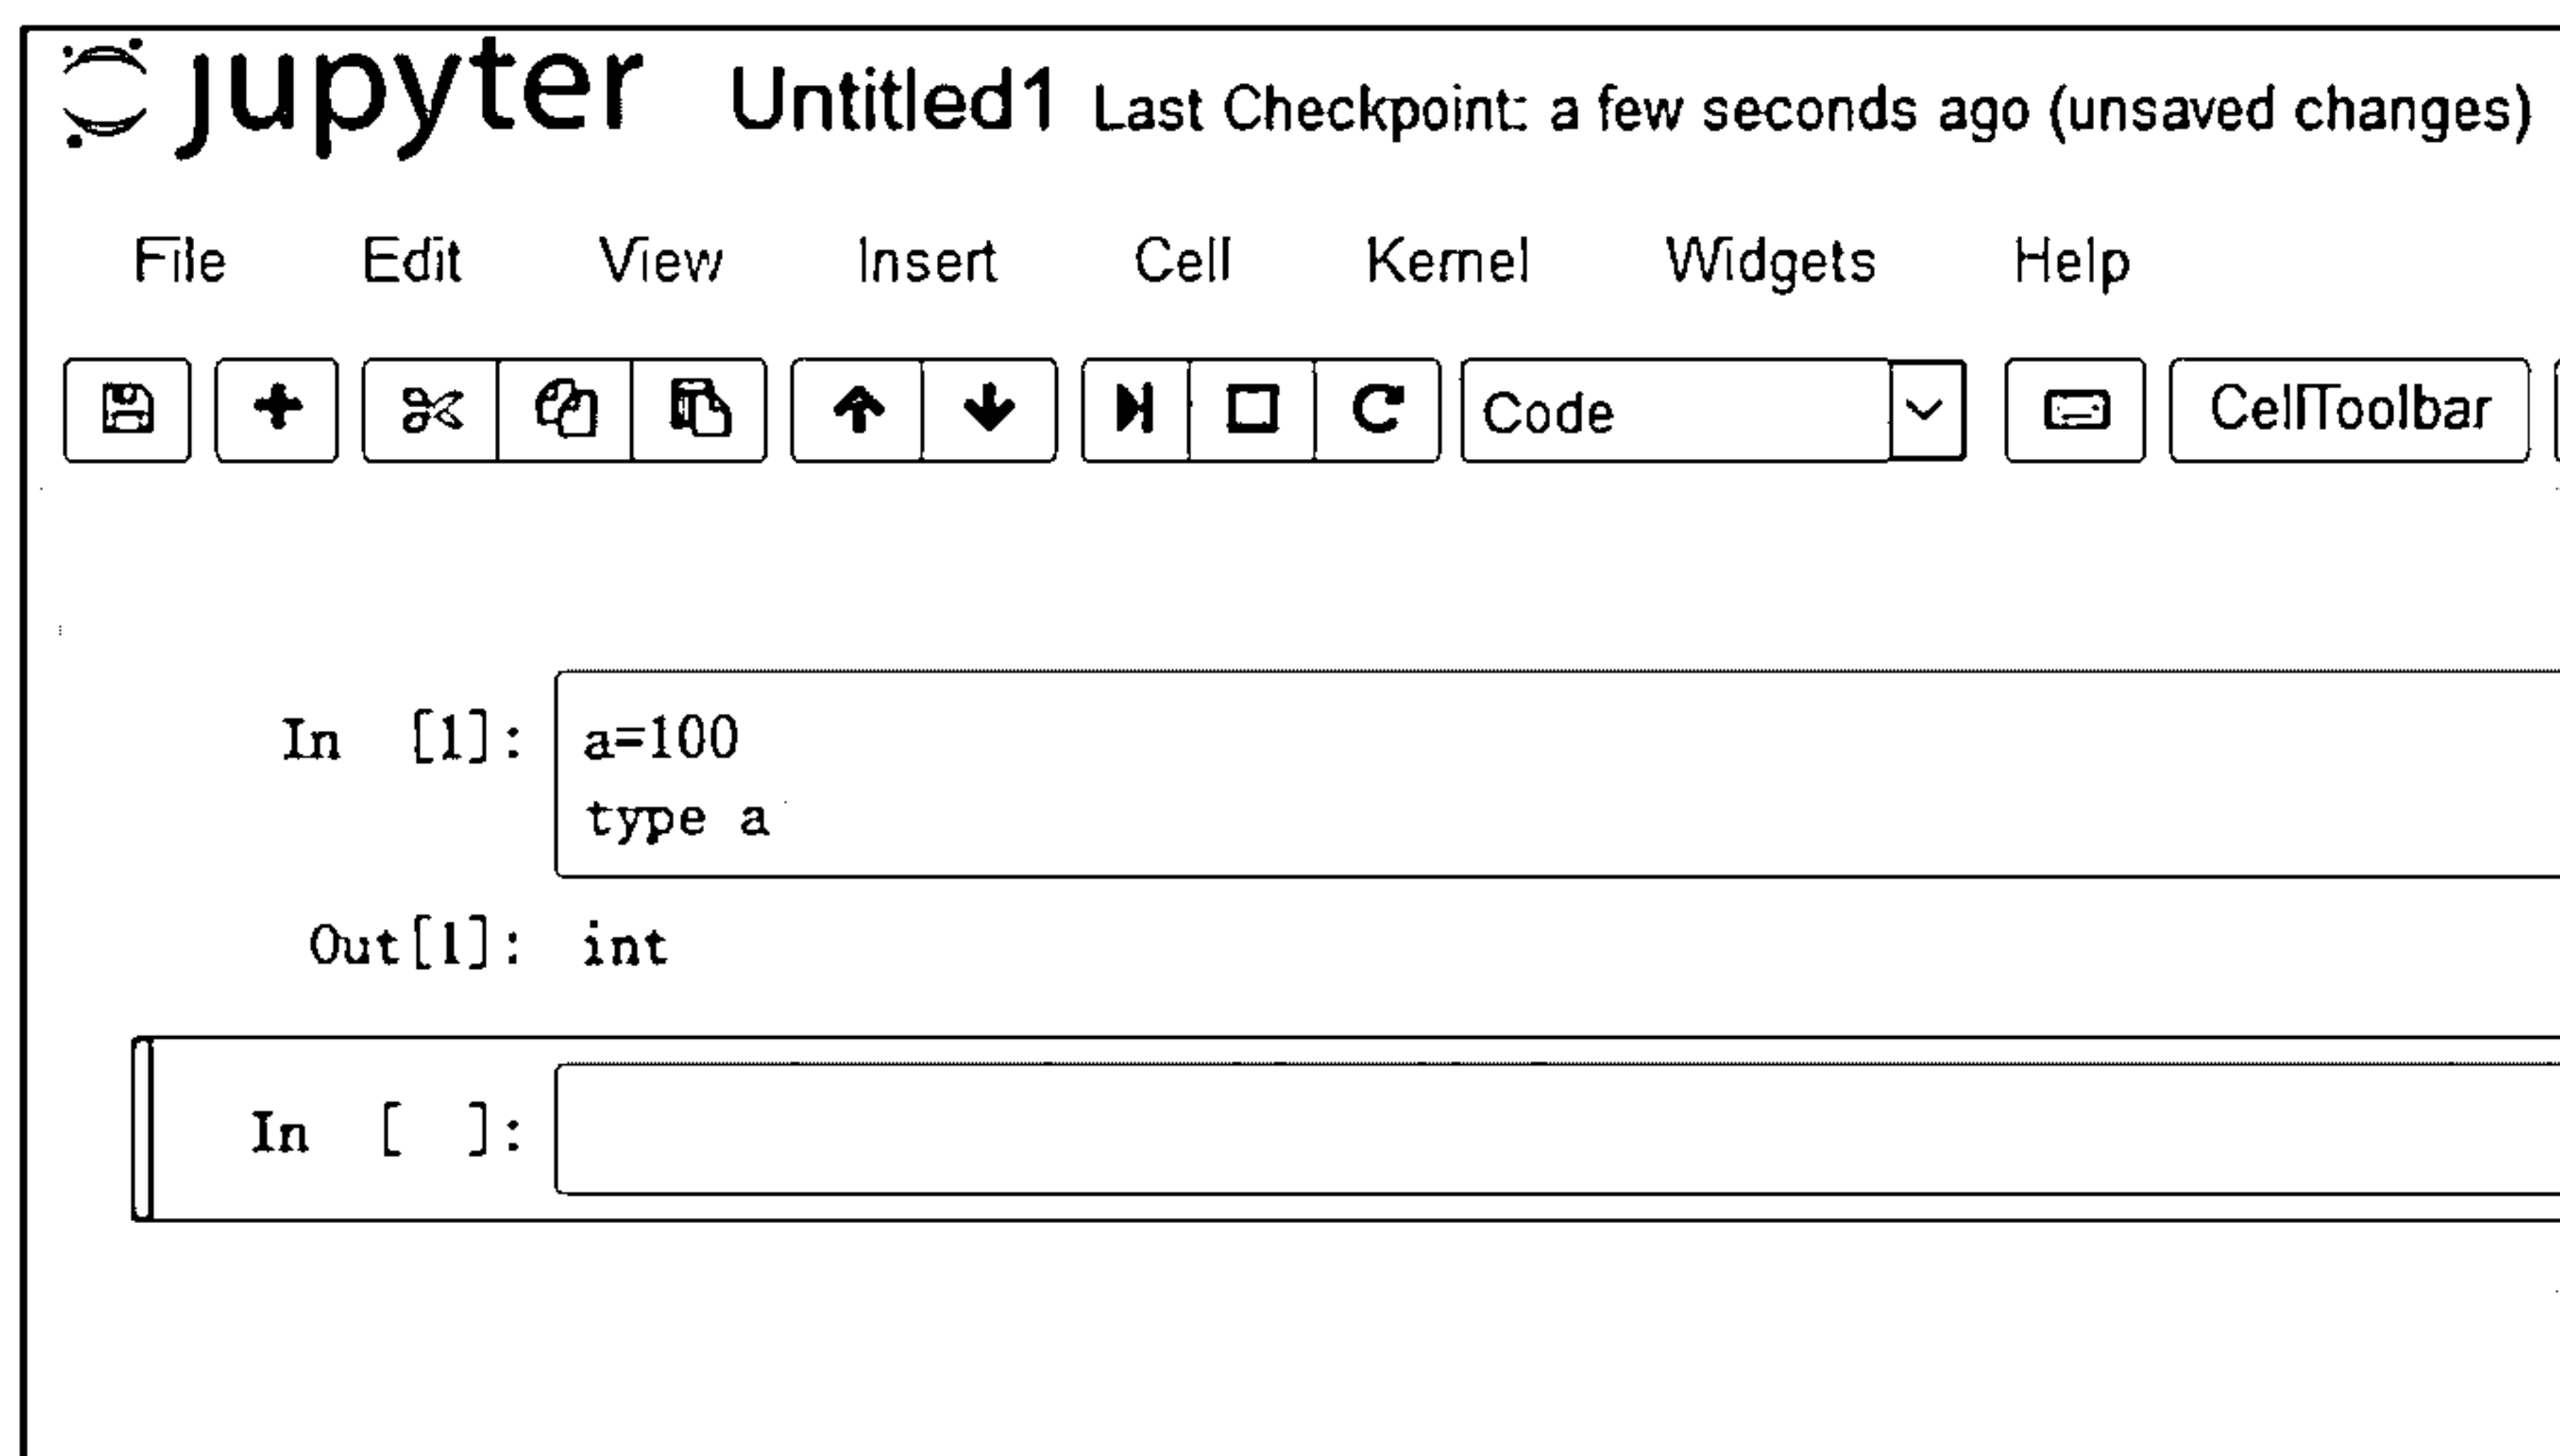 jupyter Untitled1 Last Checkpoint: a few seconds ago (unsaved changes)
File Edit View Insert Cell Kernel Widgets Help
Code CellToolbar
In [1]: a=100
type a
Out[1]: int
In [ ]: